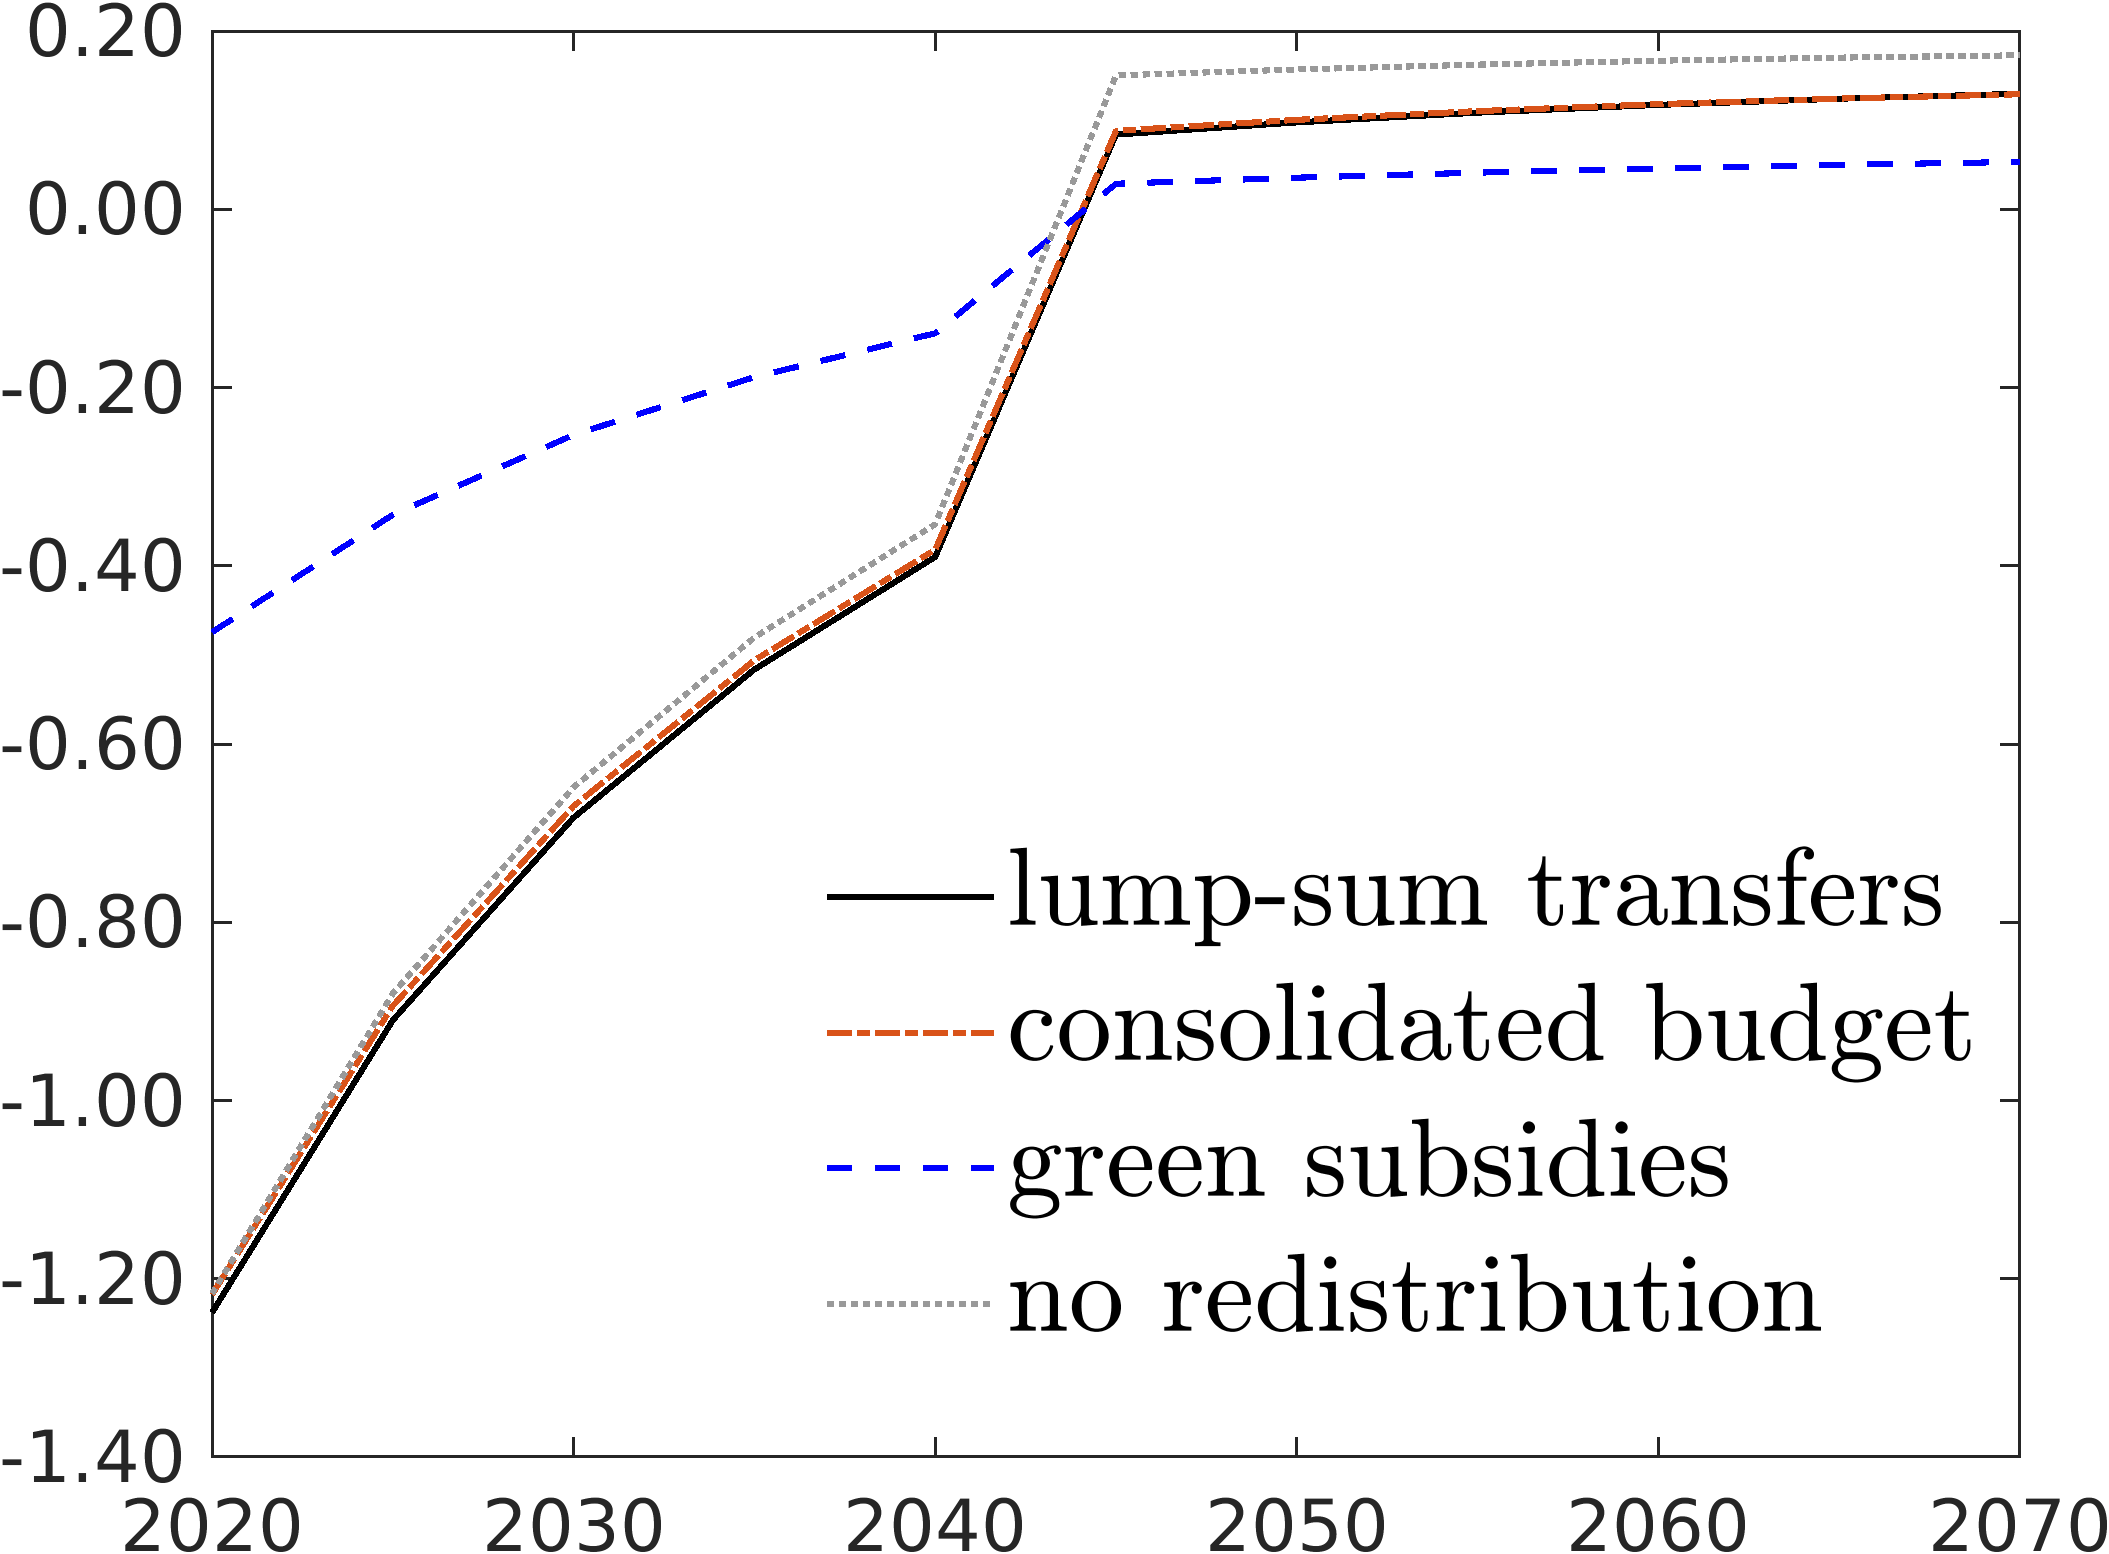 0.20
0.00
-0.20
-0.40
-0.60
-0.80
-1.00
-1.20
-1.40
lump-sum transfers
consolidated budget
green subsidies
no redistribution
2020 2030 2040 2050 2060 2070